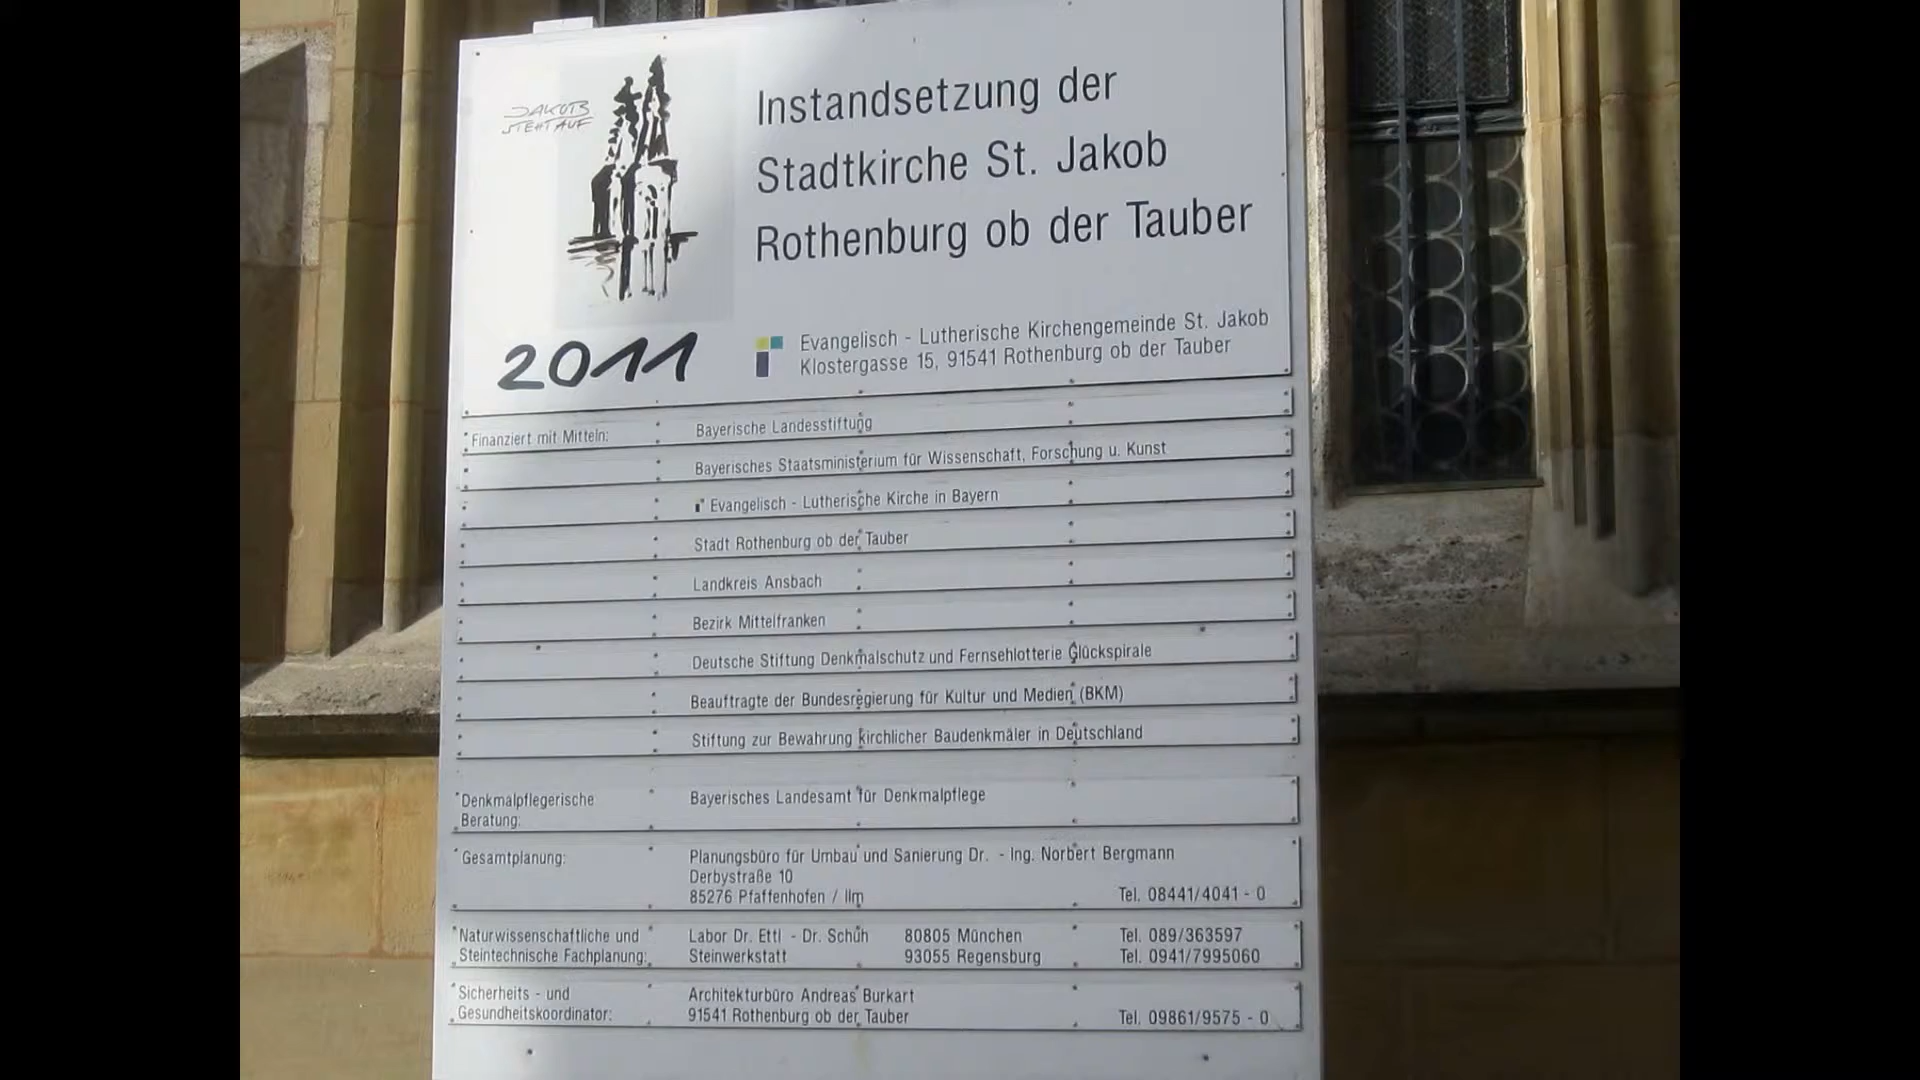 JAKOB
STEHT AUF
Instandsetzung der
Stadtkirche St. Jakob
Rothenburg ob der Tauber
2011
Evangelisch - Lutherische Kirchengemeinde St. Jakob
Klostergasse 15, 91541 Rothenburg ob der Tauber
Finanziert mit Mitteln: Bayerische Landesstiftung
Bayerisches Staatsministerium für Wissenschaft, Forschung u. Kunst
Evangelisch - Lutherische Kirche in Bayern
Stadt Rothenburg ob der Tauber
Landkreis Ansbach
Bezirk Mittelfranken
Deutsche Stiftung Denkmalschutz und Fernsehlotterie Glückspirale
Beauftragte der Bundesregierung für Kultur und Medien (BKM)
Stiftung zur Bewahrung kirchlicher Baudenkmäler in Deutschland
Denkmalpflegerische Bayerisches Landesamt für Denkmalpflege
Beratung:
Gesamtplanung: Planungsbüro für Umbau und Sanierung Dr. - Ing. Norbert Bergmann
Derbystraße 10
85276 Pfaffenhofen / Ilm Tel. 08441/4041 - 0
Naturwissenschaftliche und Labor Dr. Ettl - Dr. Schuh 80805 München Tel. 089/363597
Steintechnische Fachplanung: Steinwerkstatt 93055 Regensburg Tel. 0941/7995060
Sicherheits - und Architekturbüro Andreas Burkart
Gesundheitskoordinator: 91541 Rothenburg ob der Tauber Tel. 09861/9575 - 0